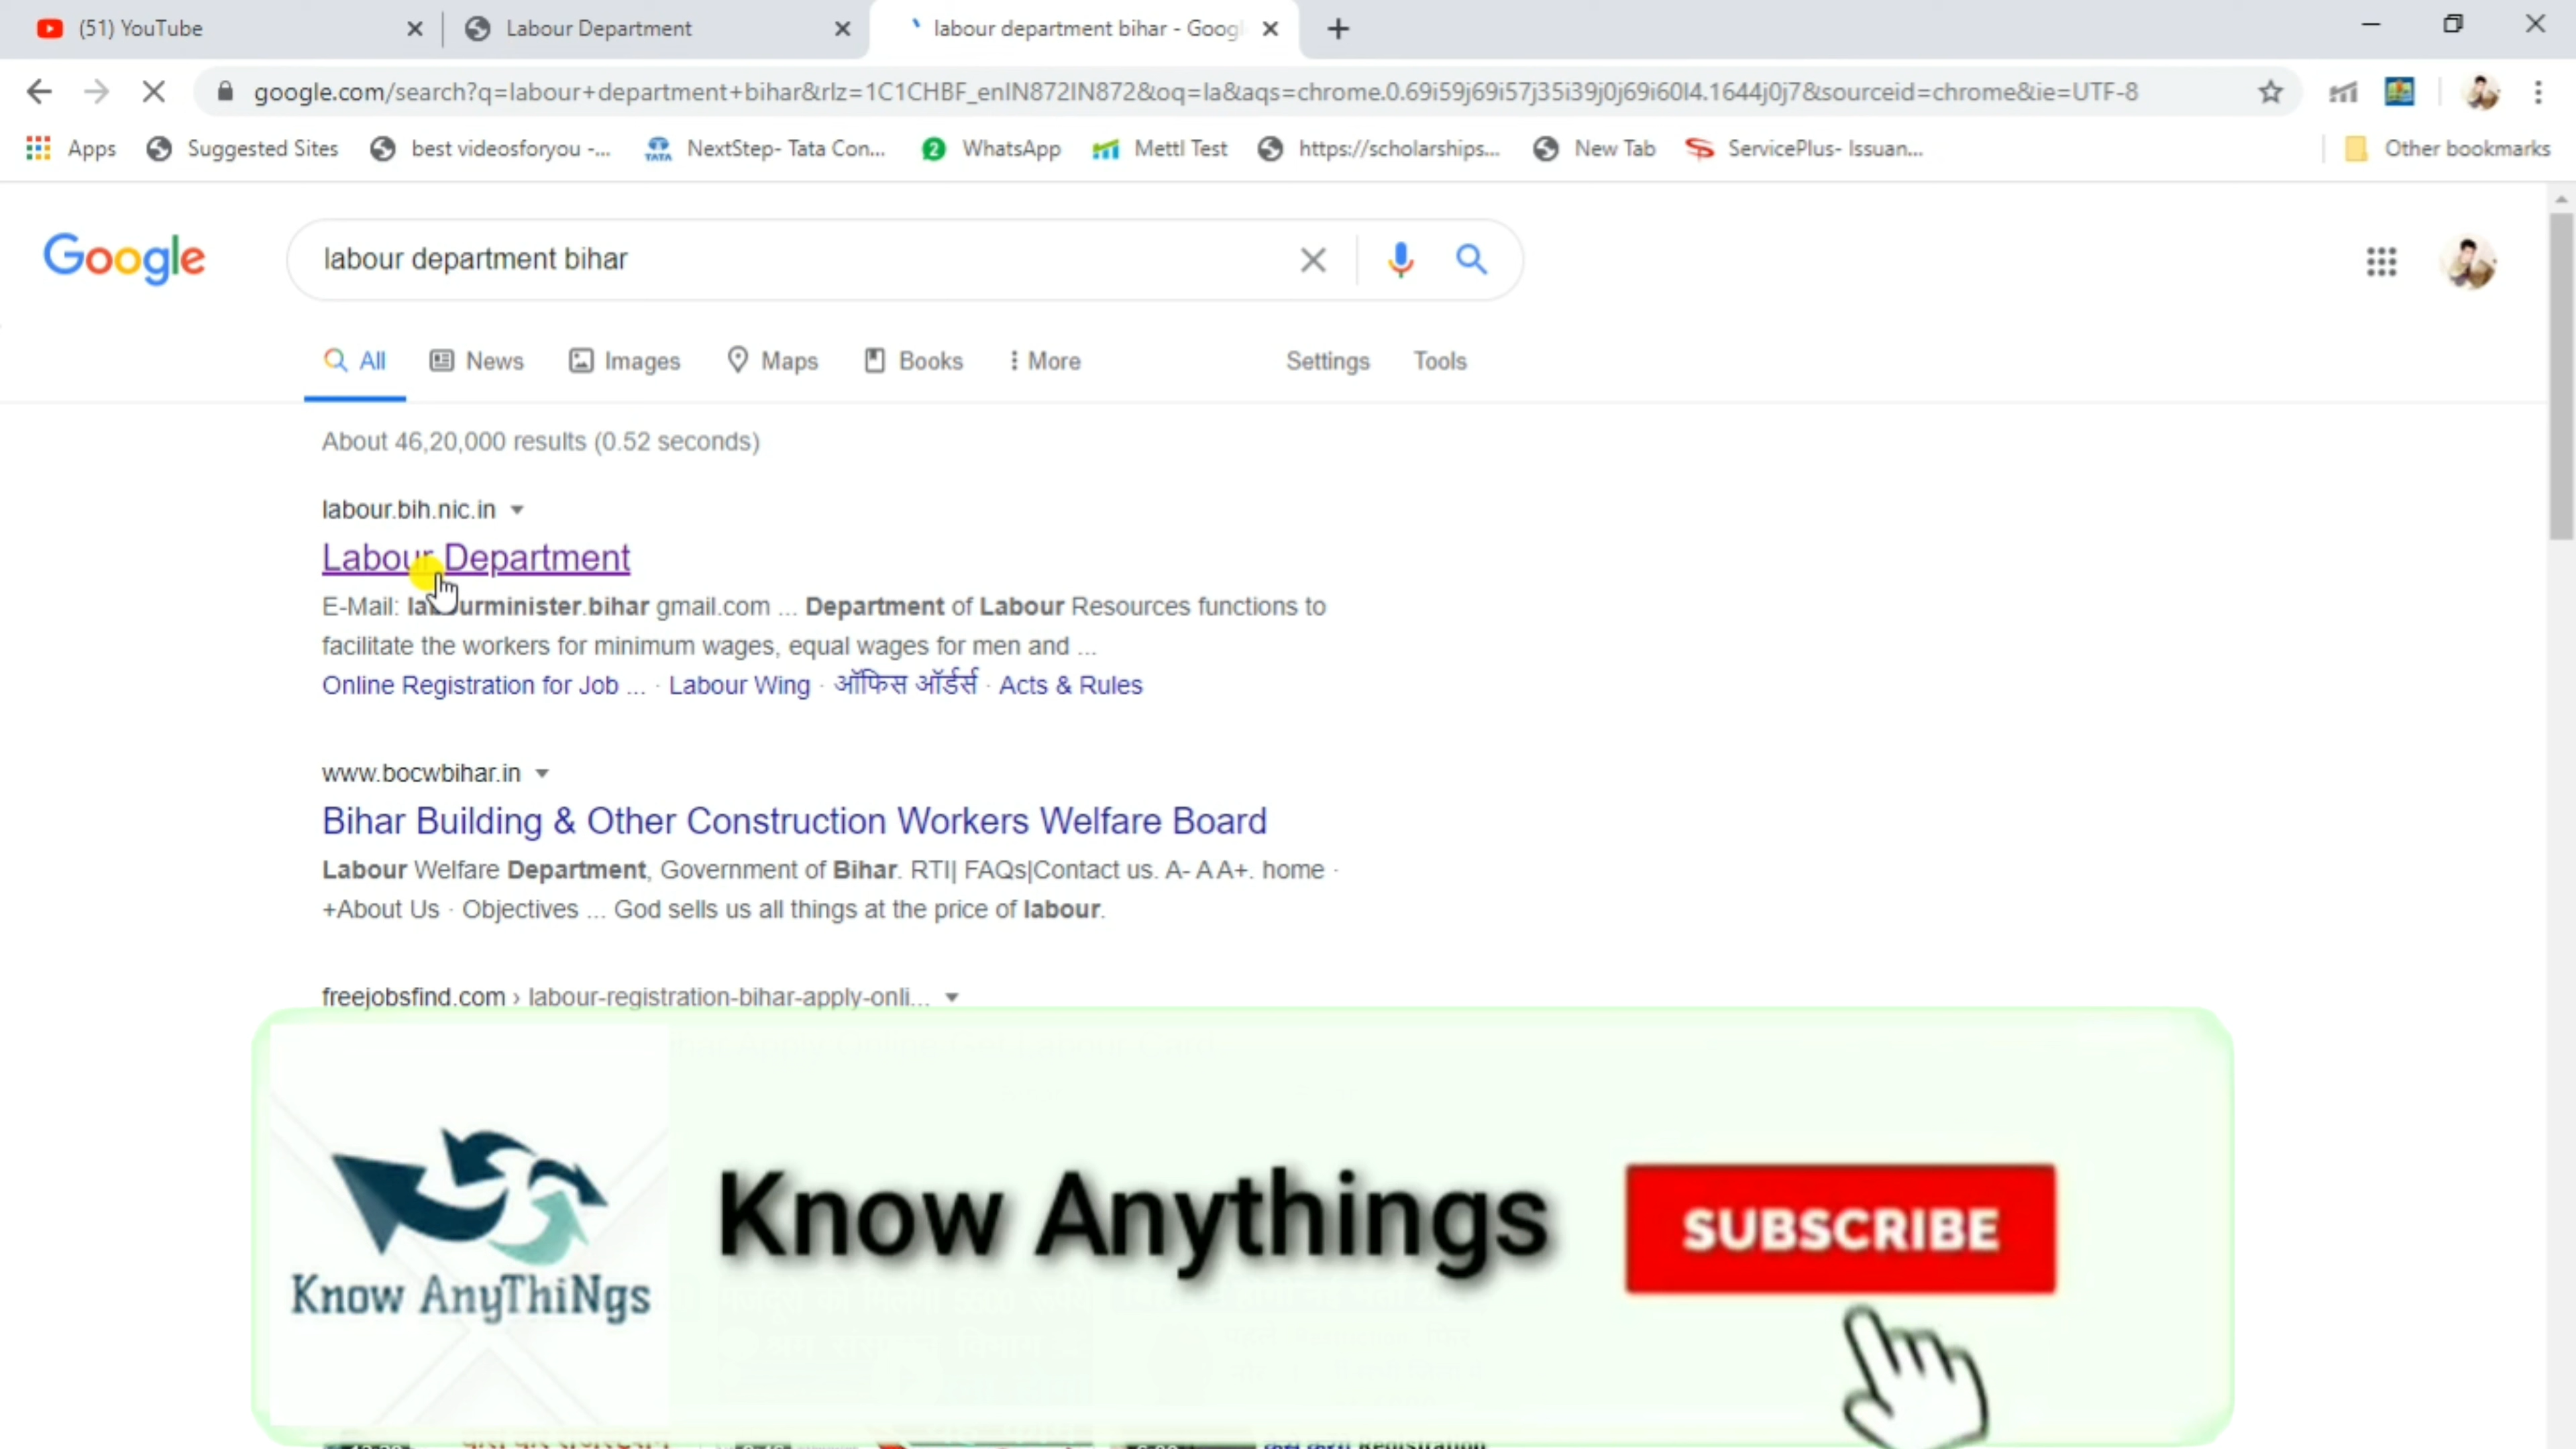 (51) YouTube
Labour Department
labour department bihar - Googl
google.com/search?q=labour+department+bihar&rlz=1C1CHBF_enIN872IN872&oq=la&aqs=chrome.0.69i59j69i57j35i39j0j69i60l4.1644j0j7&sourceid=chrome&ie=UTF-8
Apps Suggested Sites best videosforyou -... NextStep- Tata Con... 2 WhatsApp Mettl Test https://scholarships... New Tab ServicePlus- Issuan... Other bookmarks
TATA
Google
labour department bihar
All News Images Maps Books More Settings Tools
About 46,20,000 results (0.52 seconds)
labour.bih.nic.in
Labour Department
E-Mail: labourminister.bihar gmail.com ... Department of Labour Resources functions to
facilitate the workers for minimum wages, equal wages for men and ...
Online Registration for Job ... · Labour Wing · ऑफिस ऑर्डर्स · Acts & Rules
www.bocwbihar.in
Bihar Building & Other Construction Workers Welfare Board
Labour Welfare Department, Government of Bihar. RTI| FAQs|Contact us. A- A A+. home ·
+About Us · Objectives ... God sells us all things at the price of labour.
freejobsfind.com › labour-registration-bihar-apply-onli...
Know Anythings
SUBSCRIBE
Know AnyThiNgs
Registration